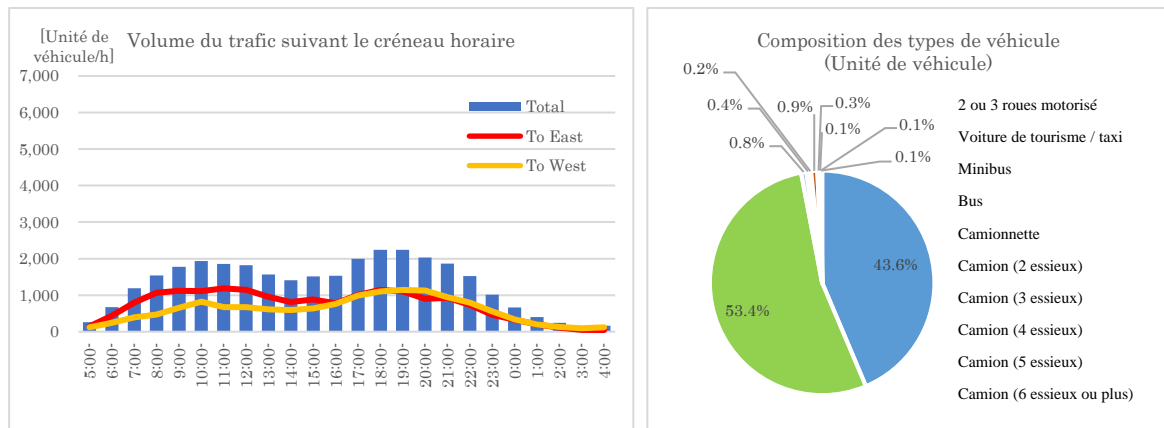 [Unité de
véhicule/h]
Volume du trafic suivant le créneau horaire
7,000
6,000
5,000
4,000
3,000
2,000
1,000
0
Total
To East
To West
5:00
6:00
7:00
8:00
9:00
10:00
11:00
12:00
13:00
14:00
15:00
16:00
17:00
18:00
19:00
20:00
21:00
22:00
23:00
0:00
1:00
2:00
3:00
4:00
Composition des types de véhicule
(Unité de véhicule)
0.2%
0.4%
0.8%
0.9%
0.3%
0.1%
0.1%
0.1%
43.6%
53.4%
2 ou 3 roues motorisé
Voiture de tourisme / taxi
Minibus
Bus
Camionnette
Camion (2 essieux)
Camion (3 essieux)
Camion (4 essieux)
Camion (5 essieux)
Camion (6 essieux ou plus)